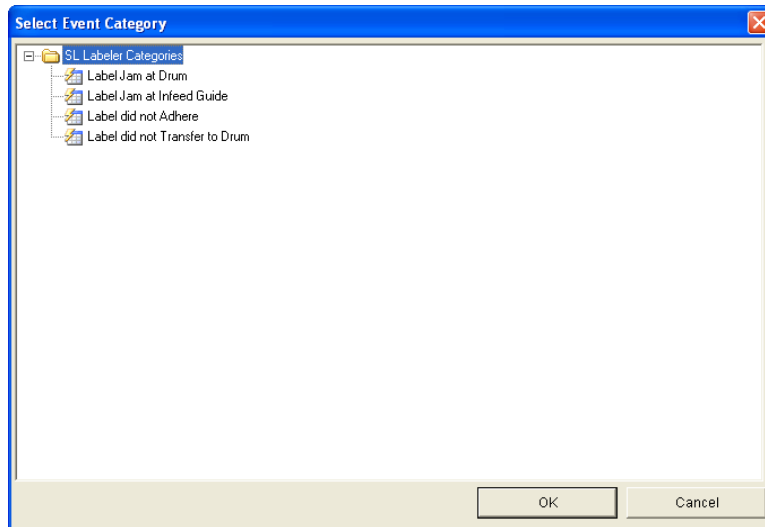 Select Event Category
SL Labeler Categories
Label Jam at Drum
Label Jam at Infeed Guide
Label did not Adhere
Label did not Transfer to Drum
OK Cancel